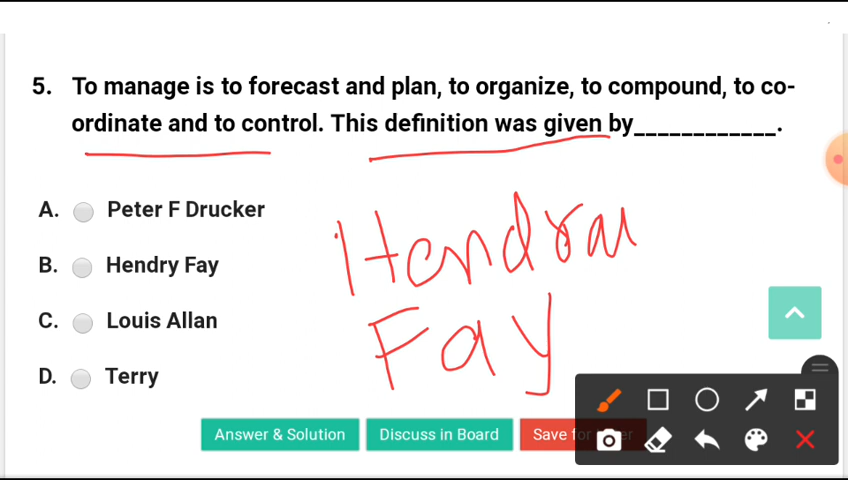 5. To manage is to forecast and plan, to organize, to compound, to co-
ordinate and to control. This definition was given by____________.
A. Peter F Drucker
B. Hendry Fay
C. Louis Allan
D. Terry
Fay
Answer & Solution
Discuss in Board
Save for